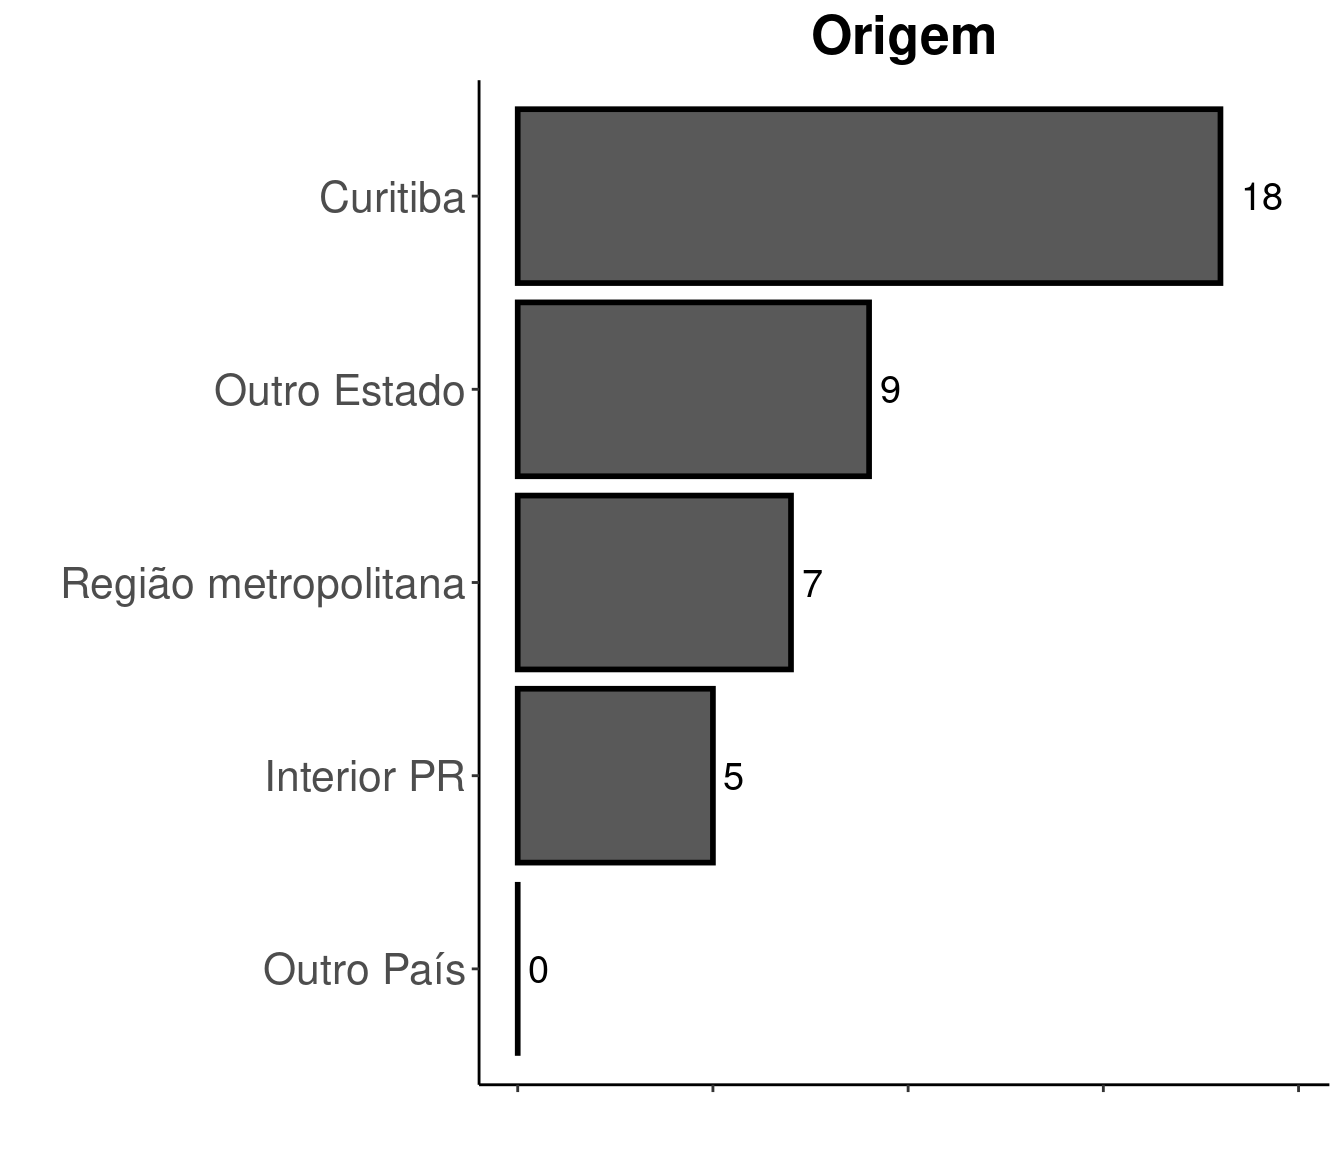 Origem
Curitiba
18
Outro Estado
9
Região metropolitana
7
Interior PR
5
Outro País
0